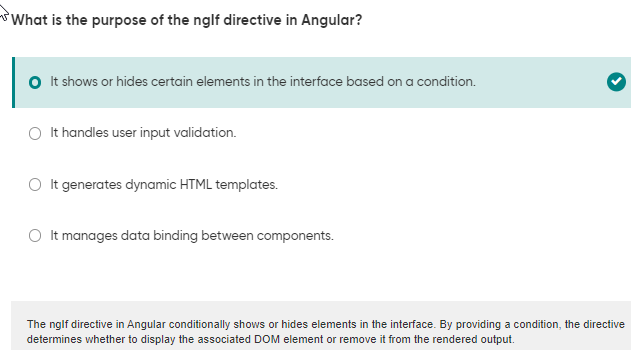 What is the purpose of the ngIf directive in Angular?
It shows or hides certain elements in the interface based on a condition.
It handles user input validation.
It generates dynamic HTML templates.
It manages data binding between components.
The ngIf directive in Angular conditionally shows or hides elements in the interface. By providing a condition, the directive
determines whether to display the associated DOM element or remove it from the rendered output.